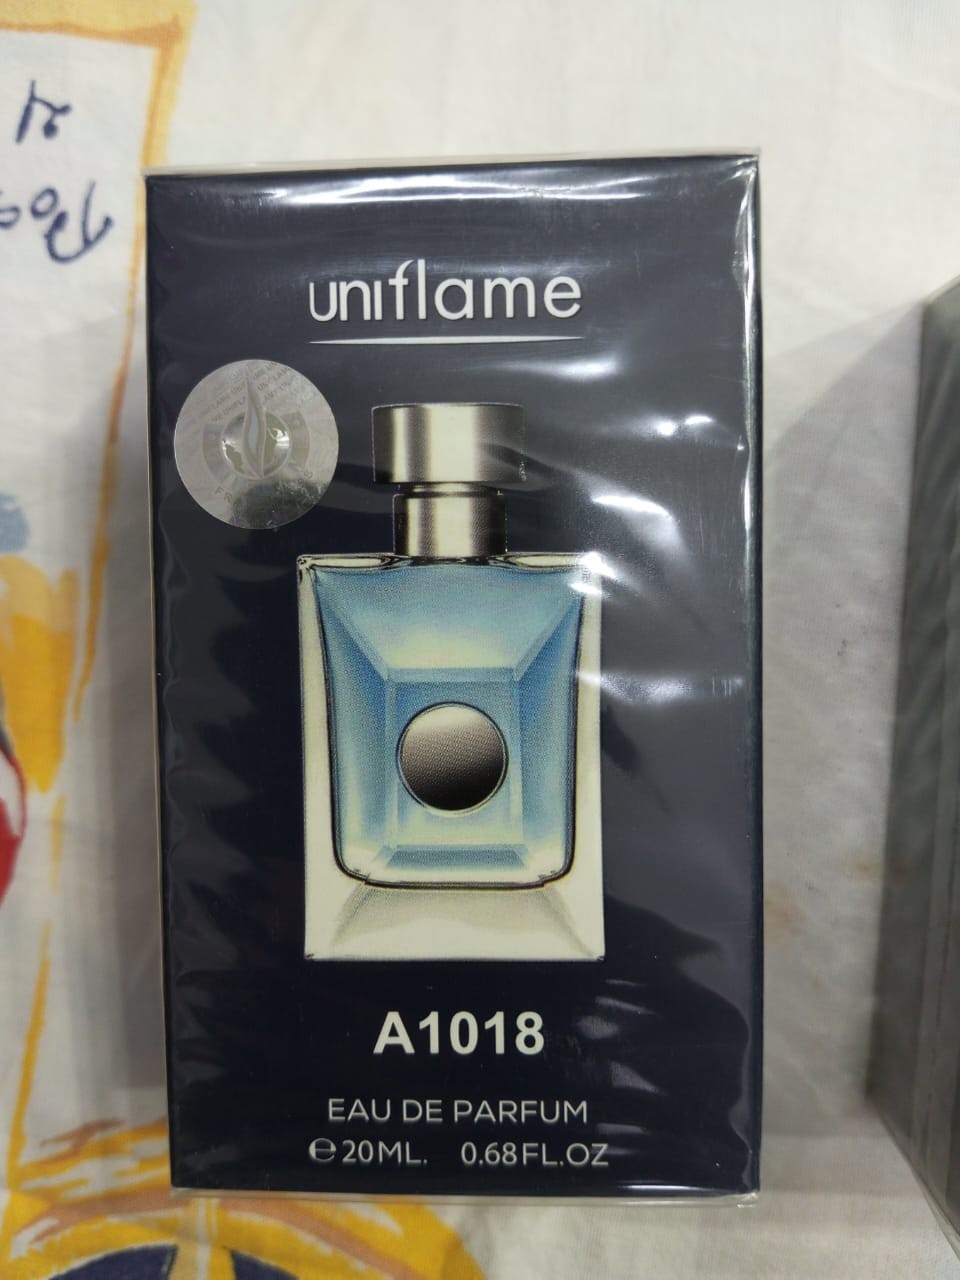 uniflame
A1018
EAU DE PARFUM
℮20ML. 0.68FL.OZ